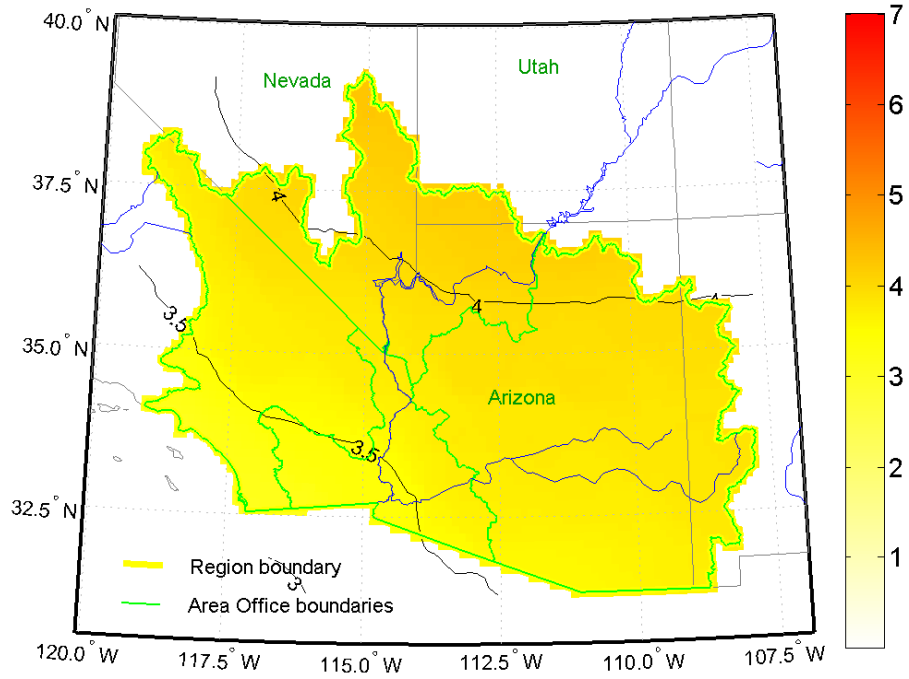 40.0° N
37.5° N
35.0° N
32.5° N
120.0° W
117.5° W
115.0° W
112.5° W
110.0° W
107.5° W
Nevada
Utah
Arizona
4
4
4
3.5
3.5
3
Region boundary
Area Office boundaries
7
6
5
4
3
2
1